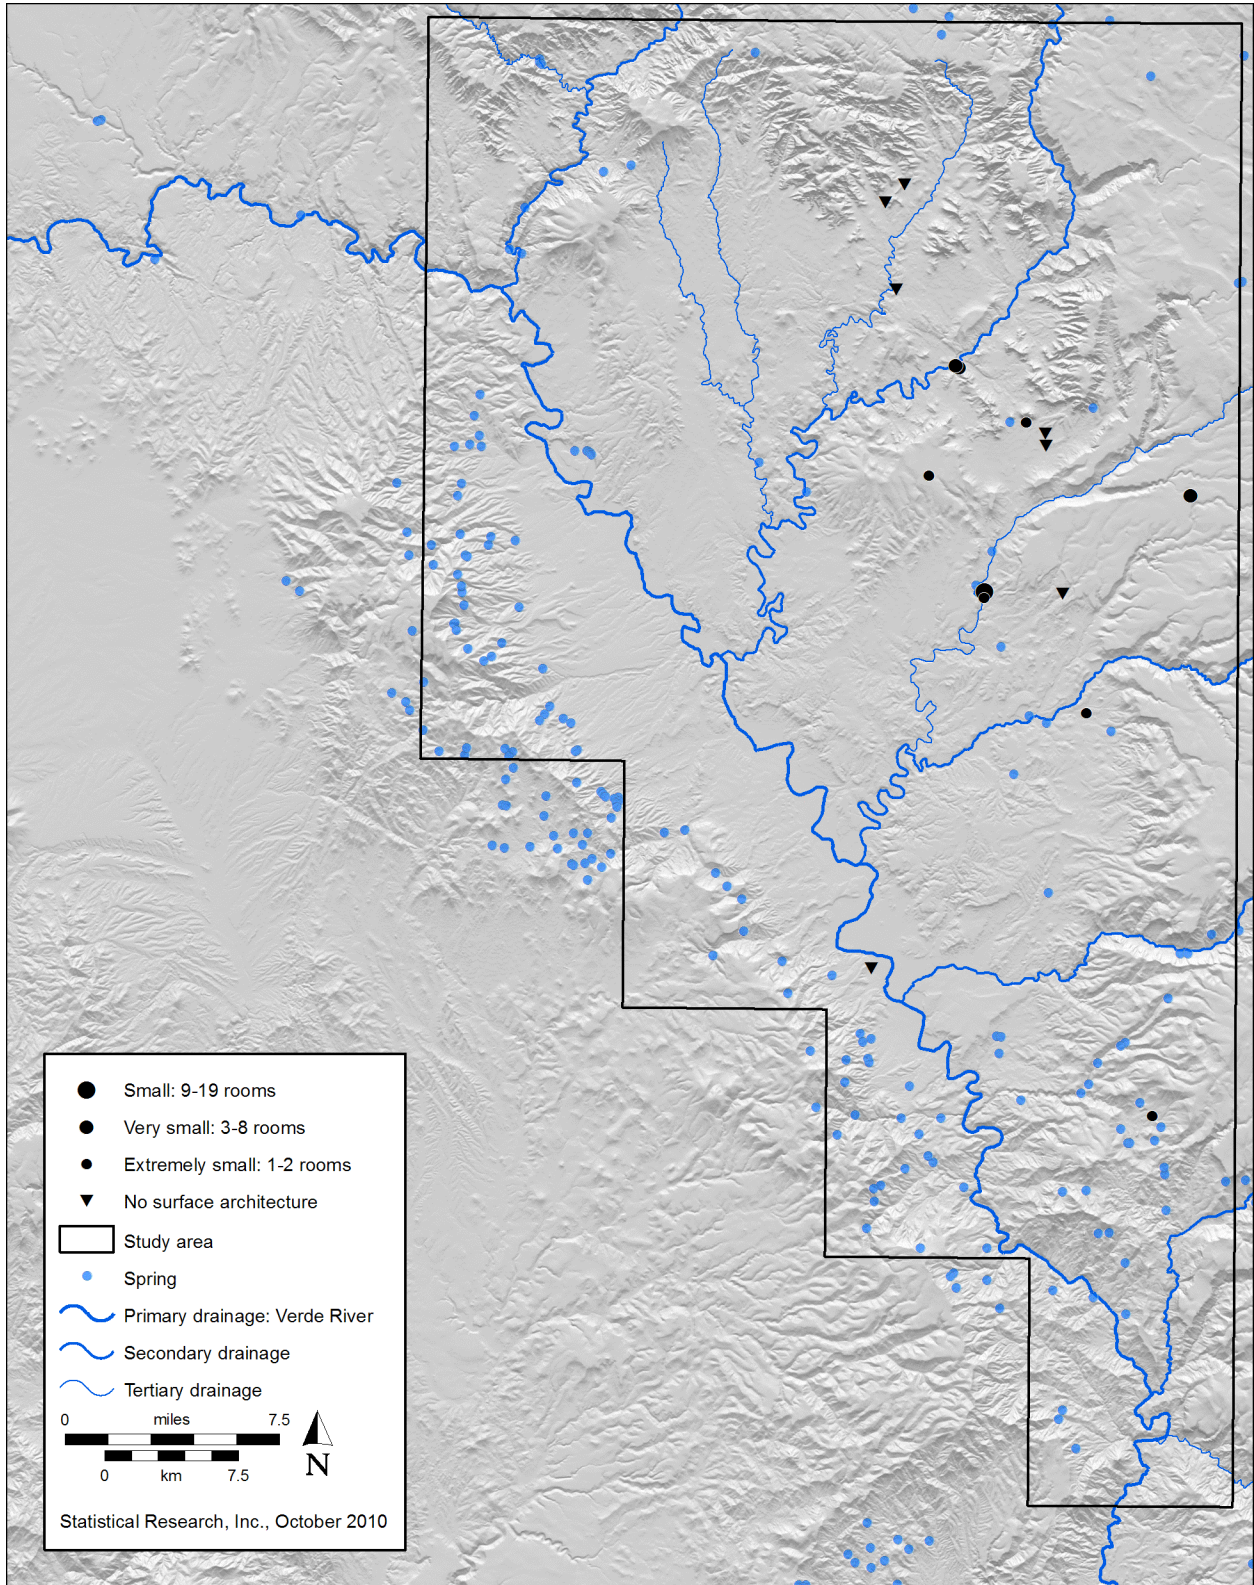 Small: 9-19 rooms
Very small: 3-8 rooms
Extremely small: 1-2 rooms
No surface architecture
Study area
Spring
Primary drainage: Verde River
Secondary drainage
Tertiary drainage
0 miles 7.5
0 km 7.5
N
Statistical Research, Inc., October 2010